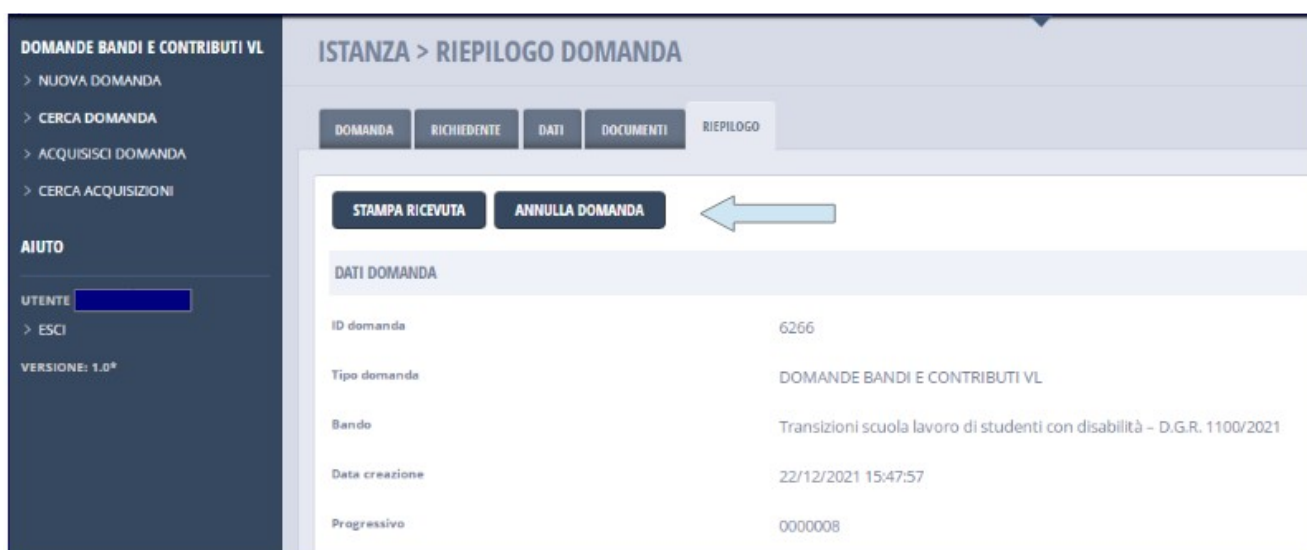 DOMANDE BANDI E CONTRIBUTI VL
> NUOVA DOMANDA
> CERCA DOMANDA
> ACQUISISCI DOMANDA
> CERCA ACQUISIZIONI
AIUTO
UTENTE
> ESCI
VERSIONE: 1.0*
ISTANZA > RIEPILOGO DOMANDA
DOMANDA RICHIEDENTE DATI DOCUMENTI RIEPILOGO
STAMPA RICEVUTA ANNULLA DOMANDA
DATI DOMANDA
ID domanda 6266
Tipo domanda DOMANDE BANDI E CONTRIBUTI VL
Bando Transizioni scuola lavoro di studenti con disabilità – D.G.R. 1100/2021
Data creazione 22/12/2021 15:47:57
Progressivo 0000008